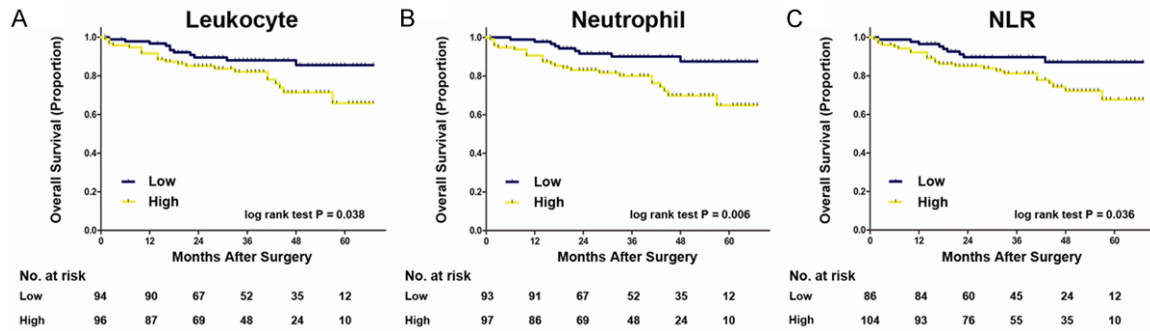 A
Leukocyte
Overall Survival (Proportion)
1.0
0.8
0.6
0.4
0.2
0.0
Low
High
log rank test P = 0.038
0 12 24 36 48 60
Months After Surgery
No. at risk
Low 94 90 67 52 35 12
High 96 87 69 48 24 10
B
Neutrophil
Overall Survival (Proportion)
1.0
0.8
0.6
0.4
0.2
0.0
Low
High
log rank test P = 0.006
0 12 24 36 48 60
Months After Surgery
No. at risk
Low 93 91 67 52 35 12
High 97 86 69 48 24 10
C
NLR
Overall Survival (Proportion)
1.0
0.8
0.6
0.4
0.2
0.0
Low
High
log rank test P = 0.036
0 12 24 36 48 60
Months After Surgery
No. at risk
Low 86 84 60 45 24 12
High 104 93 76 55 35 10